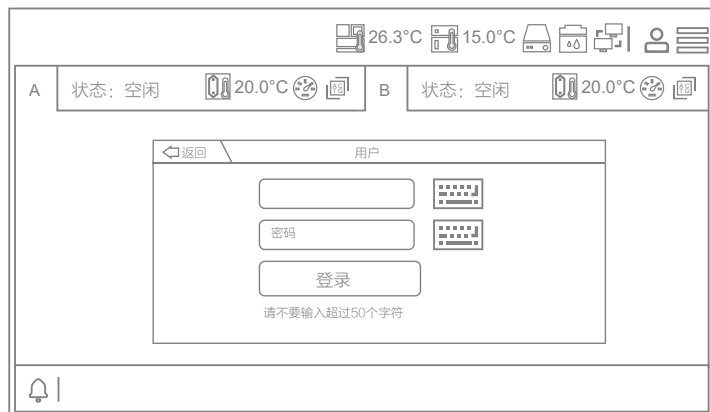 26.3°C 15.0°C
A 状态：空闲 20.0°C B 状态：空闲 20.0°C
返回 用户
密码
登录
请不要输入超过50个字符